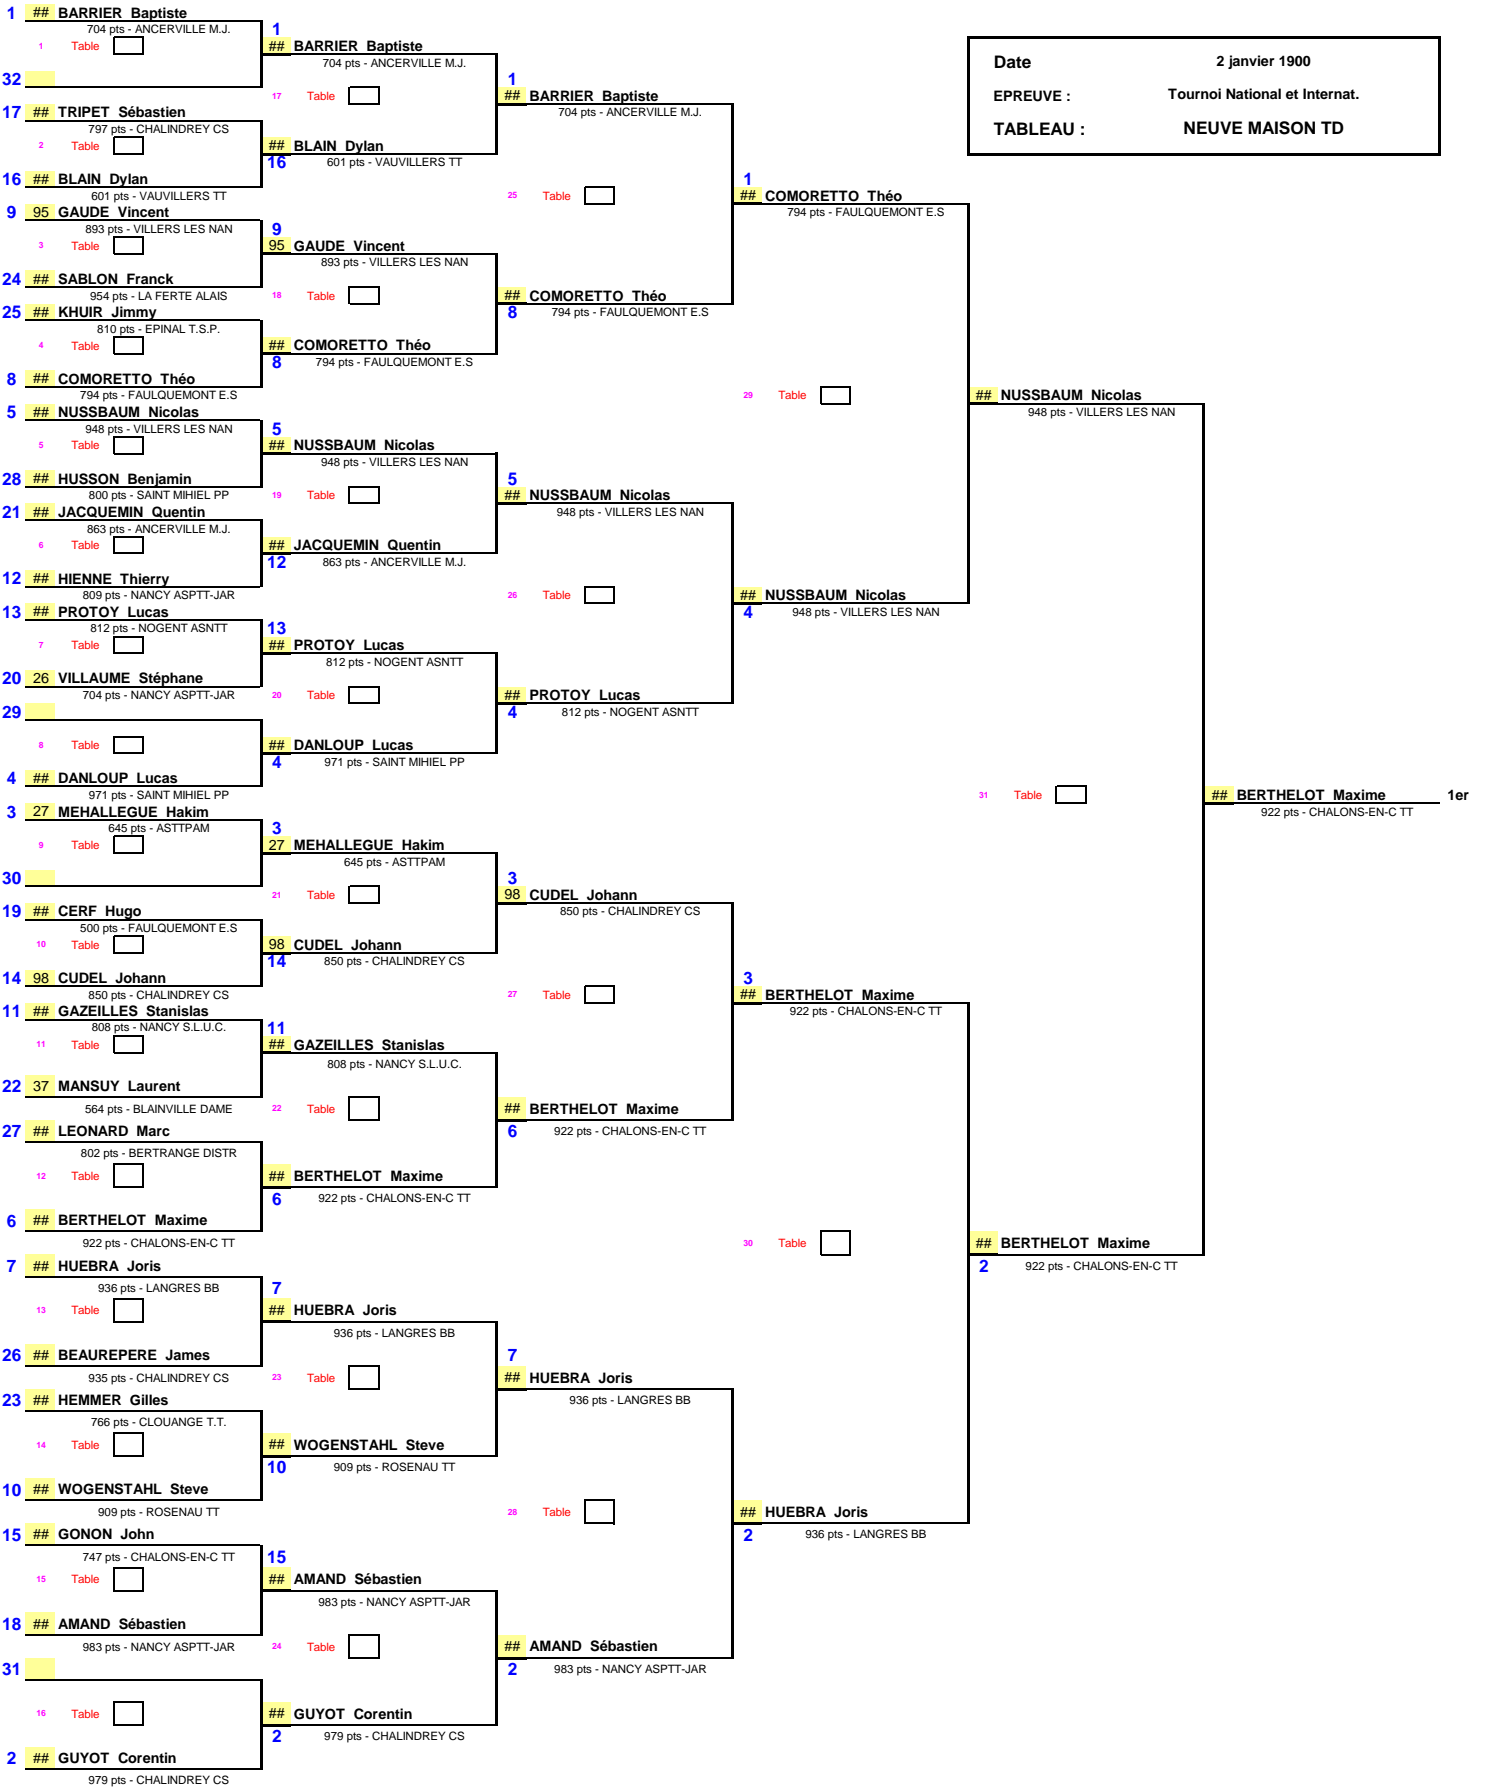 Date 2 janvier 1900
EPREUVE : Tournoi National et Internat.
TABLEAU : NEUVE MAISON TD
1 ## BARRIER Baptiste
704 pts - ANCERVILLE M.J.
1 Table
32
17 ## TRIPET Sébastien
797 pts - CHALINDREY CS
2 Table
16 ## BLAIN Dylan
601 pts - VAUVILLERS TT
9 95 GAUDE Vincent
893 pts - VILLERS LES NAN
3 Table
24 ## SABLON Franck
954 pts - LA FERTE ALAIS
25 ## KHUIR Jimmy
810 pts - EPINAL T.S.P.
4 Table
8 ## COMORETTO Théo
794 pts - FAULQUEMONT E.S
5 ## NUSSBAUM Nicolas
948 pts - VILLERS LES NAN
5 Table
28 ## HUSSON Benjamin
800 pts - SAINT MIHIEL PP
21 ## JACQUEMIN Quentin
863 pts - ANCERVILLE M.J.
6 Table
12 ## HIENNE Thierry
809 pts - NANCY ASPTT-JAR
13 ## PROTOY Lucas
812 pts - NOGENT ASNTT
7 Table
20 26 VILLAUME Stéphane
704 pts - NANCY ASPTT-JAR
29
8 Table
4 ## DANLOUP Lucas
971 pts - SAINT MIHIEL PP
3 27 MEHALLEGUE Hakim
645 pts - ASTTPAM
9 Table
30
19 ## CERF Hugo
500 pts - FAULQUEMONT E.S
10 Table
14 98 CUDEL Johann
850 pts - CHALINDREY CS
11 ## GAZEILLES Stanislas
808 pts - NANCY S.L.U.C.
11 Table
22 37 MANSUY Laurent
564 pts - BLAINVILLE DAME
27 ## LEONARD Marc
802 pts - BERTRANGE DISTR
12 Table
6 ## BERTHELOT Maxime
922 pts - CHALONS-EN-C TT
7 ## HUEBRA Joris
936 pts - LANGRES BB
13 Table
26 ## BEAUREPERE James
935 pts - CHALINDREY CS
23 ## HEMMER Gilles
766 pts - CLOUANGE T.T.
14 Table
10 ## WOGENSTAHL Steve
909 pts - ROSENAU TT
15 ## GONON John
747 pts - CHALONS-EN-C TT
15 Table
18 ## AMAND Sébastien
983 pts - NANCY ASPTT-JAR
31
16 Table
2 ## GUYOT Corentin
979 pts - CHALINDREY CS
1
## BARRIER Baptiste
704 pts - ANCERVILLE M.J.
17 Table
## BLAIN Dylan
16 601 pts - VAUVILLERS TT
9
95 GAUDE Vincent
893 pts - VILLERS LES NAN
18 Table
## COMORETTO Théo
8 794 pts - FAULQUEMONT E.S
5
## NUSSBAUM Nicolas
948 pts - VILLERS LES NAN
19 Table
## JACQUEMIN Quentin
12 863 pts - ANCERVILLE M.J.
13
## PROTOY Lucas
812 pts - NOGENT ASNTT
20 Table
## DANLOUP Lucas
4 971 pts - SAINT MIHIEL PP
3
27 MEHALLEGUE Hakim
645 pts - ASTTPAM
21 Table
98 CUDEL Johann
14 850 pts - CHALINDREY CS
11
## GAZEILLES Stanislas
808 pts - NANCY S.L.U.C.
22 Table
## BERTHELOT Maxime
6 922 pts - CHALONS-EN-C TT
7
## HUEBRA Joris
936 pts - LANGRES BB
23 Table
## WOGENSTAHL Steve
10 909 pts - ROSENAU TT
15
## AMAND Sébastien
983 pts - NANCY ASPTT-JAR
24 Table
## GUYOT Corentin
2 979 pts - CHALINDREY CS
1
## BARRIER Baptiste
704 pts - ANCERVILLE M.J.
25 Table
## COMORETTO Théo
8 794 pts - FAULQUEMONT E.S
5
## NUSSBAUM Nicolas
948 pts - VILLERS LES NAN
26 Table
## PROTOY Lucas
4 812 pts - NOGENT ASNTT
3
98 CUDEL Johann
850 pts - CHALINDREY CS
27 Table
## BERTHELOT Maxime
6 922 pts - CHALONS-EN-C TT
7
## HUEBRA Joris
936 pts - LANGRES BB
28 Table
## AMAND Sébastien
2 983 pts - NANCY ASPTT-JAR
1
## COMORETTO Théo
794 pts - FAULQUEMONT E.S
29 Table
## NUSSBAUM Nicolas
4 948 pts - VILLERS LES NAN
3
## BERTHELOT Maxime
922 pts - CHALONS-EN-C TT
30 Table
## HUEBRA Joris
2 936 pts - LANGRES BB
## NUSSBAUM Nicolas
948 pts - VILLERS LES NAN
31 Table
## BERTHELOT Maxime
2 922 pts - CHALONS-EN-C TT
## BERTHELOT Maxime 1er
922 pts - CHALONS-EN-C TT